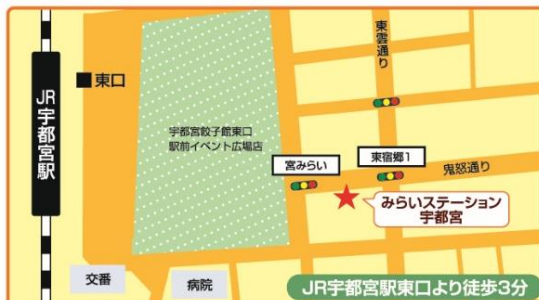 JR宇都宮駅
東口
宇都宮餃子館東口
駅前イベント広場店
東雲通り
宮みらい
東宿郷1
鬼怒通り
みらいステーション
宇都宮
交番
病院
JR宇都宮駅東口より徒歩3分